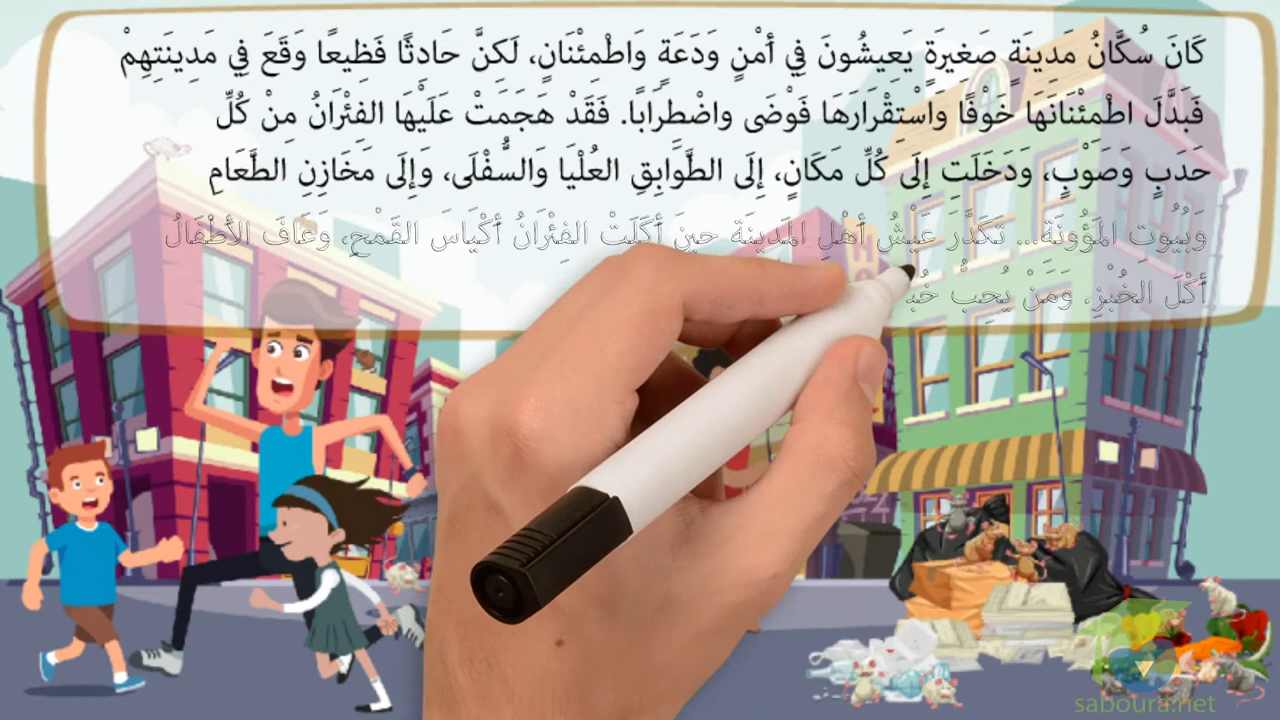 كَانَ سُكَّانُ مَدِينَةٍ صَغِيرَةٍ يَعِيشُونَ فِي أَمْنٍ وَدَعَةٍ وَاطْمِئْنَانٍ، لَكِنَّ حَادِثًا فَظِيعًا وَقَعَ فِي مَدِينَتِهِمْ
فَبَدَّلَ اطْمِئْنَانَهَا خَوْفًا وَاسْتِقْرَارَهَا فَوْضَى وَاضْطِرَابًا. فَقَدْ هَجَمَتْ عَلَيْهَا الفِئْرَانُ مِنْ كُلِّ
حَدَبٍ وَصَوْبٍ، وَدَخَلَتِ إِلَى كُلِّ مَكَانٍ، إِلَى الطَّوَابِقِ العُلْيَا وَالسُّفْلَى، وَإِلَى مَخَازِنِ الطَّعَامِ
وَبُيُوتِ المَؤُونَةِ... تَكَدَّرَ عَيْشُ أَهْلِ المَدِينَة حِينَ أَكَلَتْ الفِئْرَانُ أَكْيَاسَ القَمْحِ، وَعَافَ الأَطْفَالُ
أَكْلَ الخُبْزِ. وَمَنْ يُحِبُّ
saboura.net